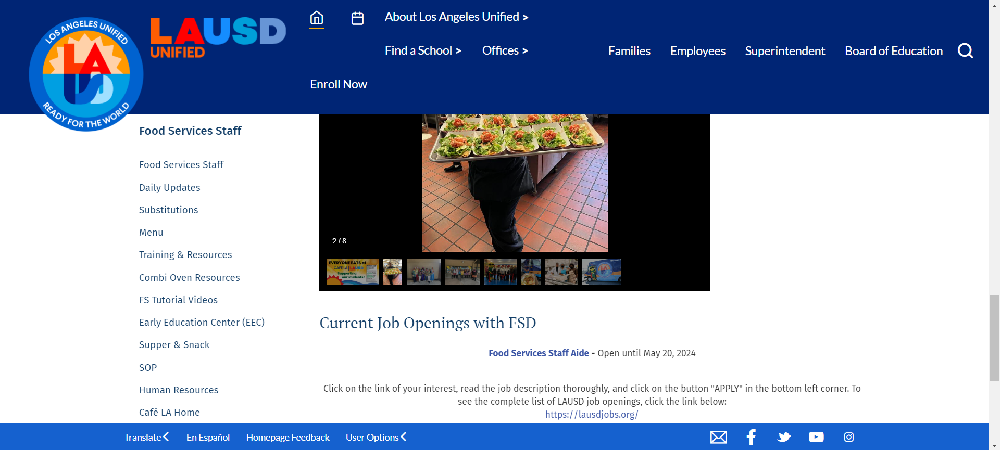 LOS ANGELES UNIFIED
LA
USD
READY FOR THE WORLD
LAUSD
UNIFIED
About Los Angeles Unified >
Find a School >
Offices >
Families
Employees
Superintendent
Board of Education
Enroll Now
Food Services Staff
Food Services Staff
Daily Updates
Substitutions
Menu
Training & Resources
Combi Oven Resources
FS Tutorial Videos
Early Education Center (EEC)
Supper & Snack
SOP
Human Resources
Café LA Home
2 / 8
EVERYONE EATS at
CAFÉ LA LAUSD
Supporting
our students!
Current Job Openings with FSD
Food Services Staff Aide - Open until May 20, 2024
Click on the link of your interest, read the job description thoroughly, and click on the button "APPLY" in the bottom left corner. To
see the complete list of LAUSD job openings, click the link below:
https://lausdjobs.org/
Translate
En Español
Homepage Feedback
User Options